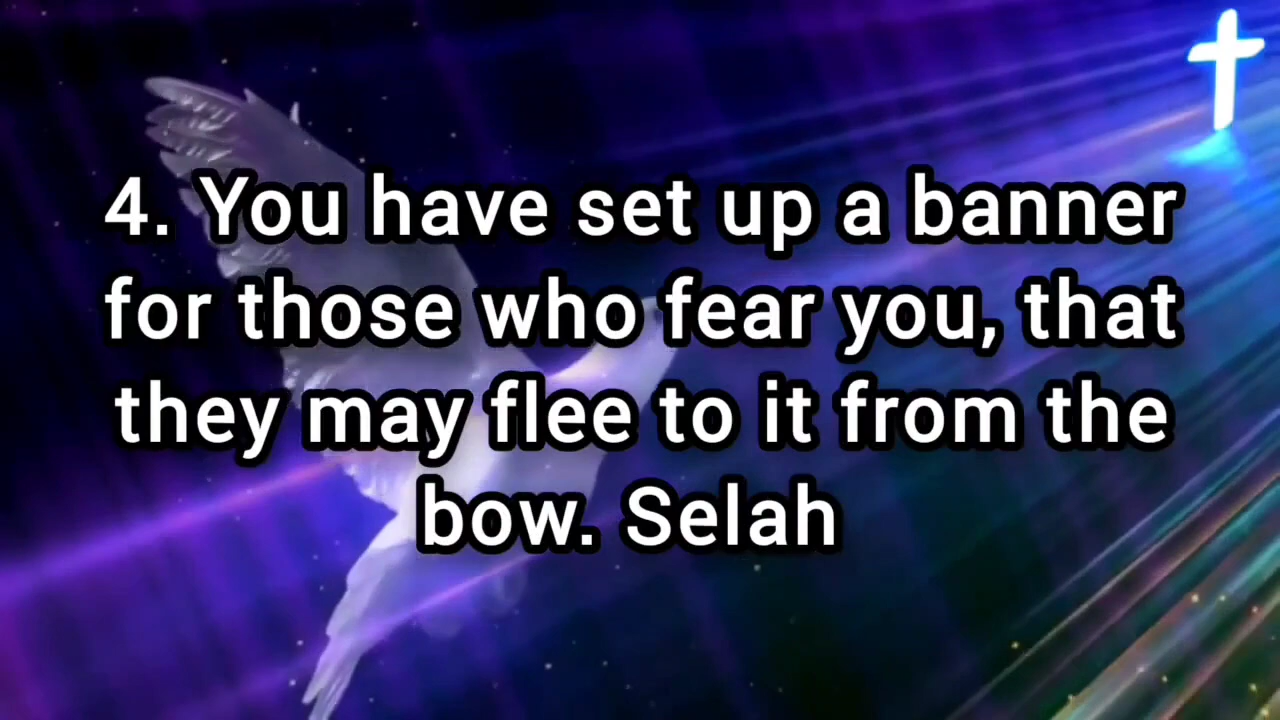 4. You have set up a banner
for those who fear you, that
they may flee to it from the
bow. Selah